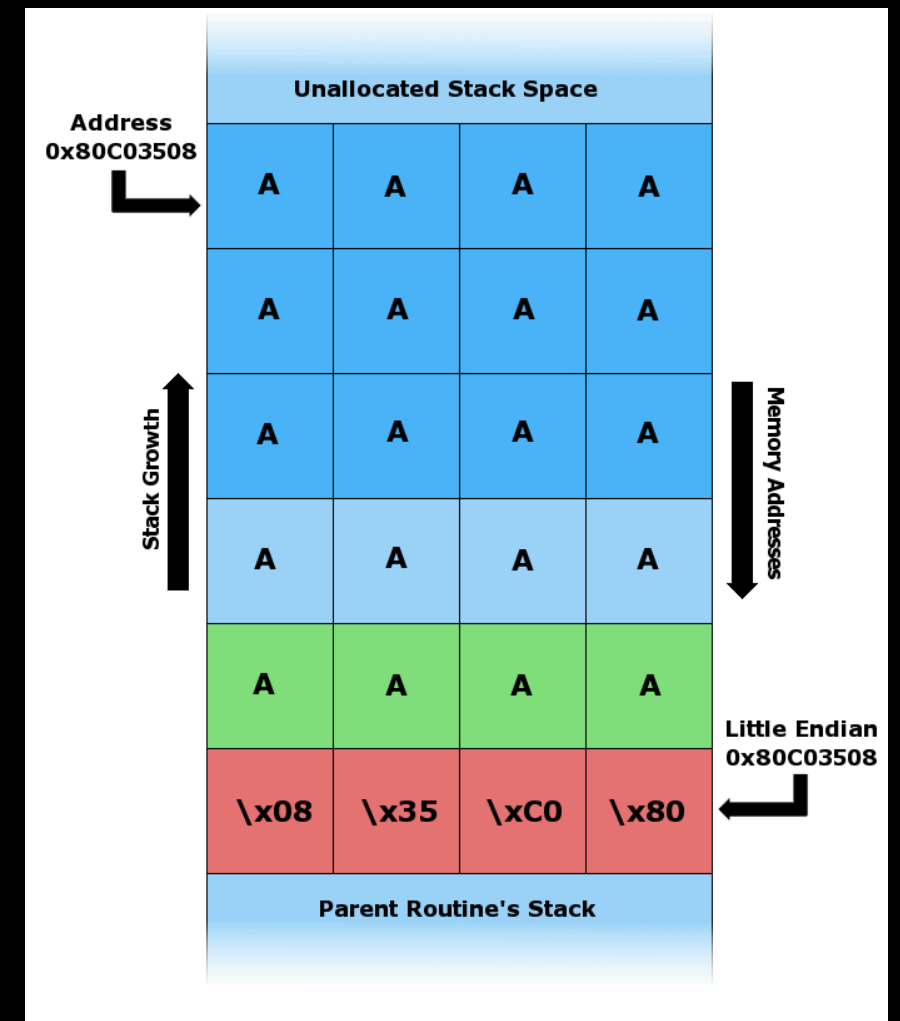 Unallocated Stack Space
Address
0x80C03508
A A A A
A A A A
A A A A
Stack Growth
Memory Addresses
A A A A
A A A A
Little Endian
0x80C03508
\x08 \x35 \xC0 \x80
Parent Routine's Stack